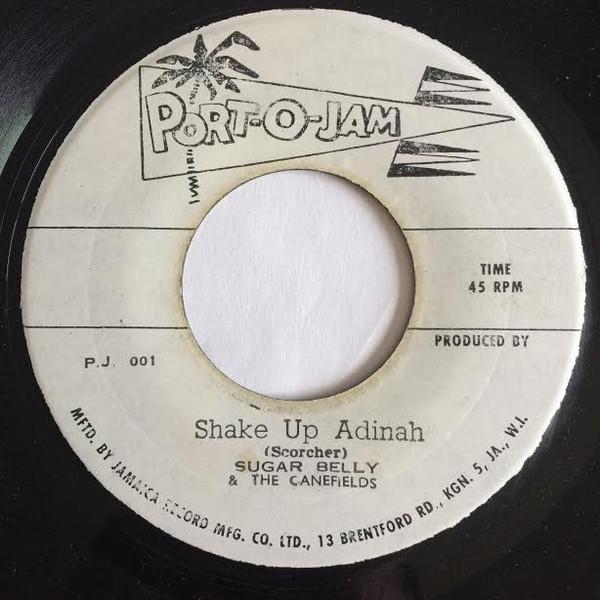 PORT-O-JAM
TIME
45 RPM
PRODUCED BY
P.J. 001
Shake Up Adinah
(Scorcher)
SUGAR BELLY
& THE CANEFIELDS
MFTD. BY JAMAICA RECORD MFG. CO. LTD., 13 BRENTFORD RD., KGN. 5, JA., W.I.